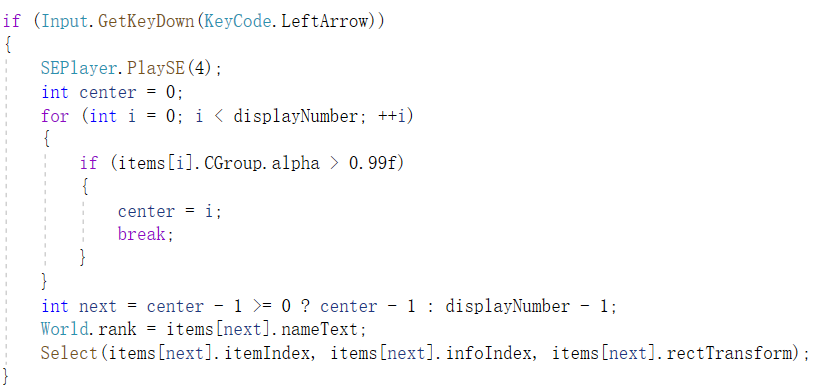 if (Input.GetKeyDown(KeyCode.LeftArrow))
{
    SEPlayer.PlaySE(4);
    int center = 0;
    for (int i = 0; i < displayNumber; ++i)
    {
        if (items[i].CGroup.alpha > 0.99f)
        {
            center = i;
            break;
        }
    }
    int next = center - 1 >= 0 ? center - 1 : displayNumber - 1;
    World.rank = items[next].nameText;
    Select(items[next].itemIndex, items[next].infoIndex, items[next].rectTransform);
}